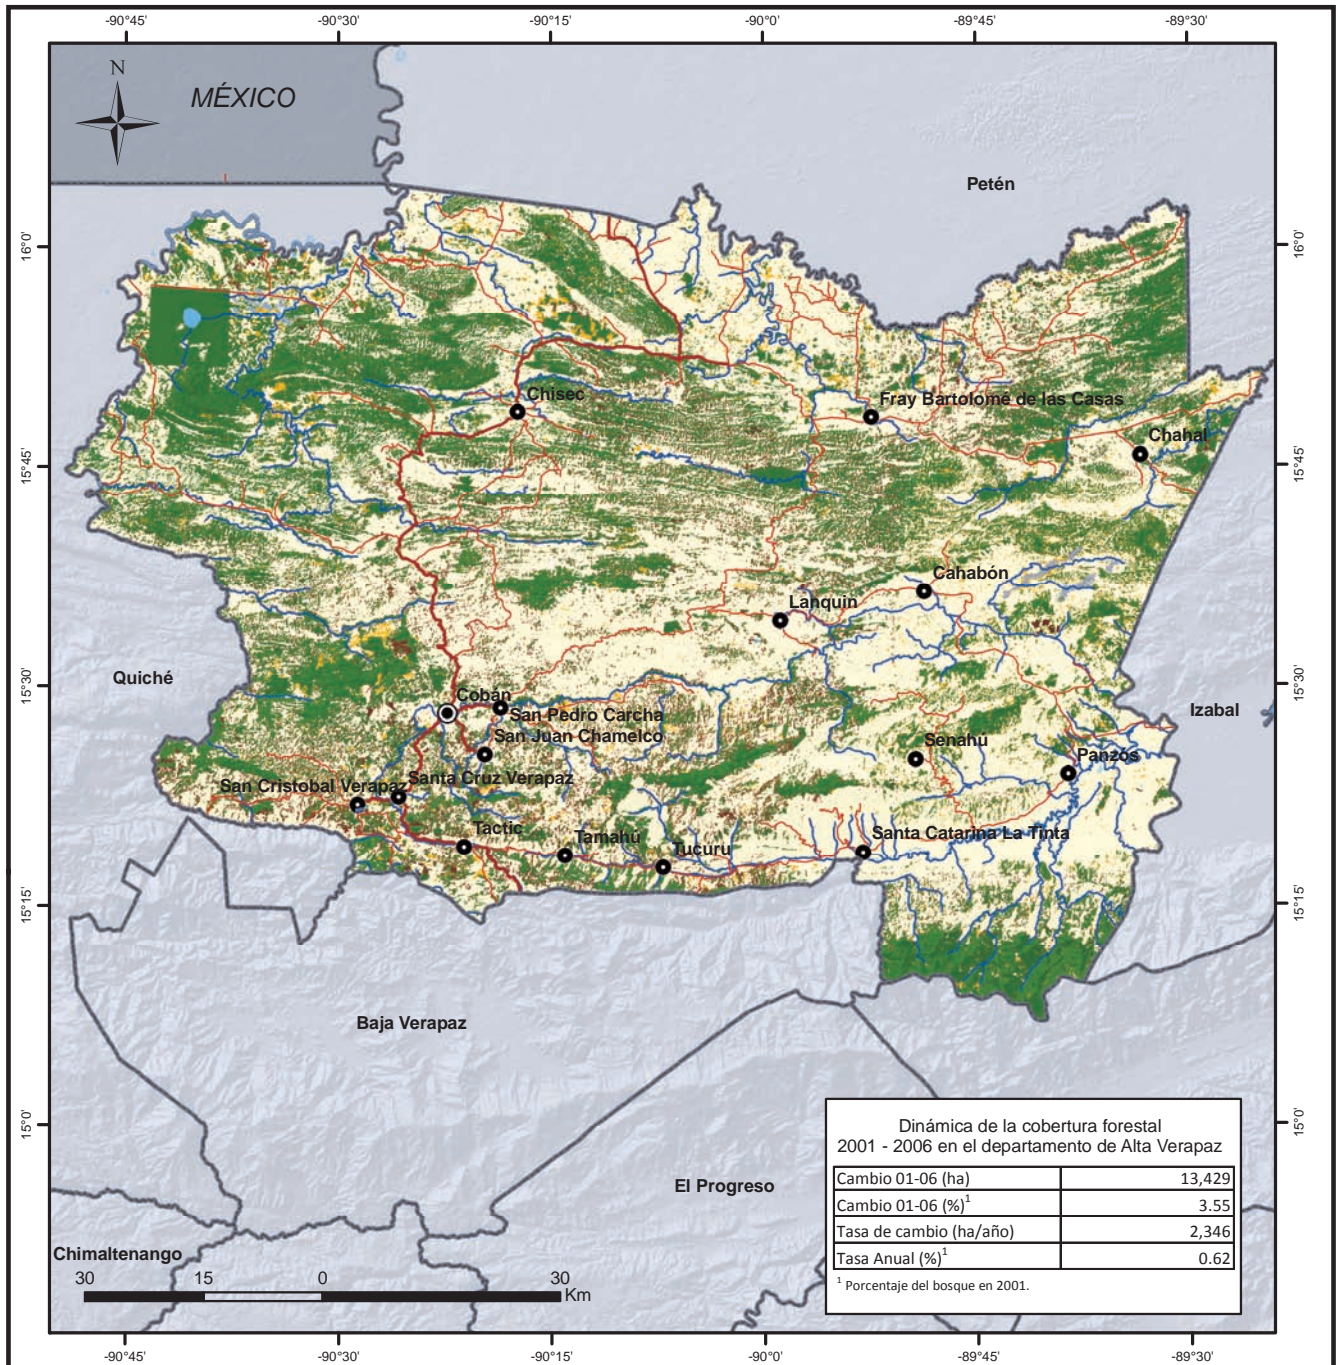 -90°45' -90°30' -90°15' -90°0' -89°45' -89°30'
N
MÉXICO
Petén
16°0' 16°0'
Chisec
Fray Bartolomé de las Casas
Chahal
15°45' 15°45'
Cahabón
Lanquín
Quiché
15°30' 15°30'
Cobán
San Pedro Carcha
Izabal
San Juan Chamelco
Senahú
Panzós
San Cristobal Verapaz
Santa Cruz Verapaz
Tactic
Tamahú
Tucuru
Santa Catarina La Tinta
15°15' 15°15'
Baja Verapaz
15°0' 15°0'
El Progreso
Chimaltenango
30 15 0 30
Km
Dinámica de la cobertura forestal
2001 - 2006 en el departamento de Alta Verapaz
Cambio 01-06 (ha) 13,429
Cambio 01-06 (%)¹ 3.55
Tasa de cambio (ha/año) 2,346
Tasa Anual (%)¹ 0.62
¹ Porcentaje del bosque en 2001.
-90°45' -90°30' -90°15' -90°0' -89°45' -89°30'